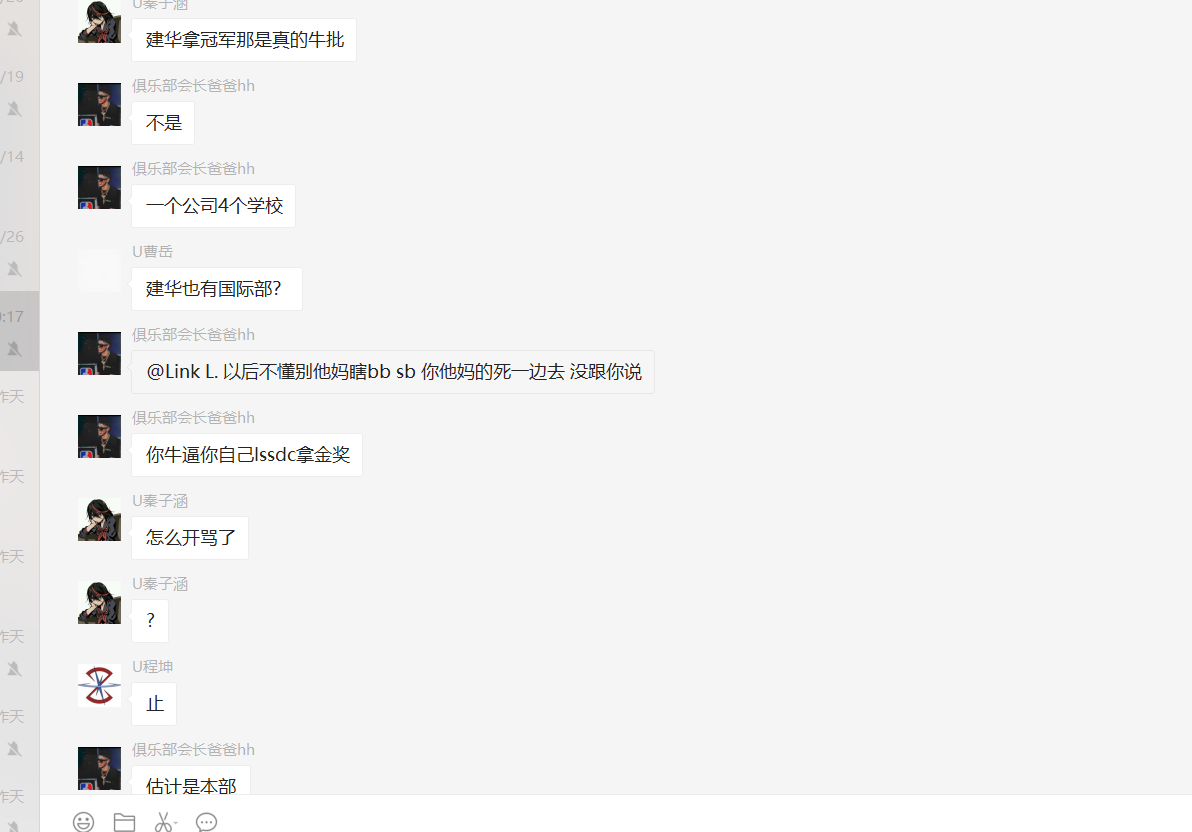 U秦子涵
建华拿冠军那是真的牛批
俱乐部会长爸爸hh
不是
/19
俱乐部会长爸爸hh
一个公司4个学校
/14
U曹岳
建华也有国际部?
/26
俱乐部会长爸爸hh
@Link L. 以后不懂别他妈瞎bb sb 你他妈的死一边去 没跟你说
:17
俱乐部会长爸爸hh
你牛逼你自己lssdc拿金奖
昨天
U秦子涵
怎么开骂了
昨天
U秦子涵
?
昨天
U程坤
止
昨天
俱乐部会长爸爸hh
估计是本部
昨天
昨天